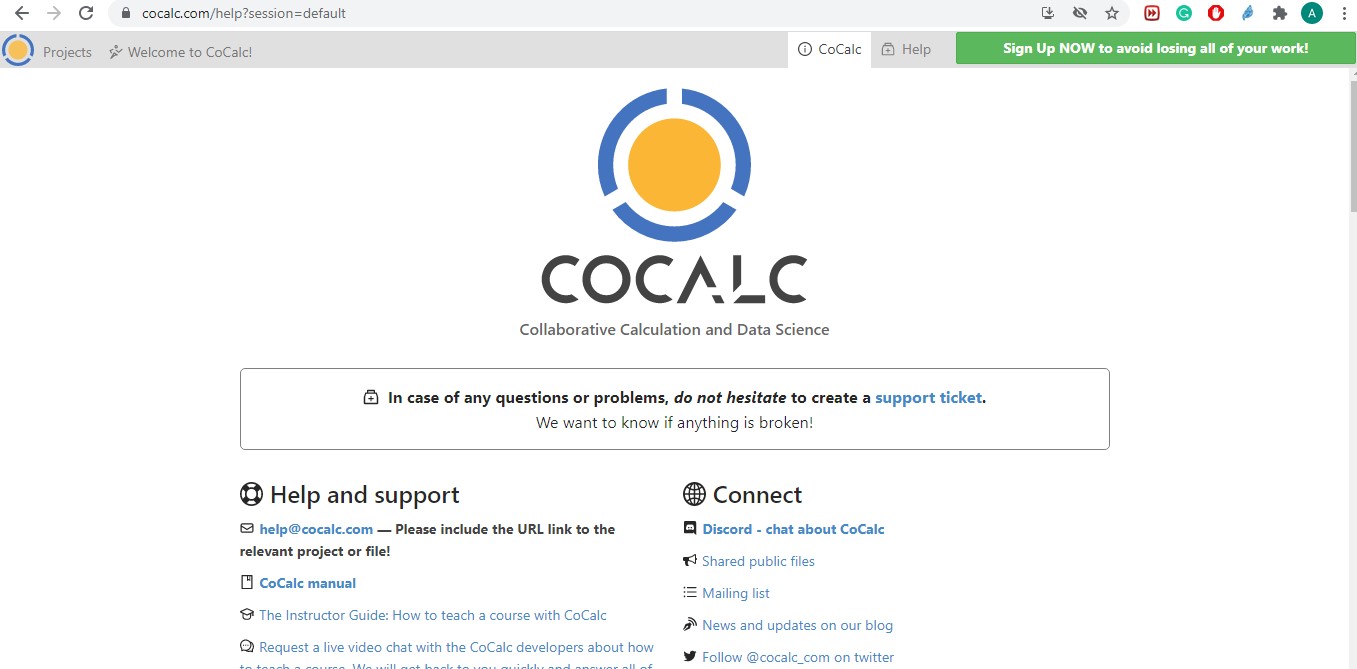 cocalc.com/help?session=default
A
Projects Welcome to CoCalc! CoCalc Help Sign Up NOW to avoid losing all of your work!
COCALC
Collaborative Calculation and Data Science
In case of any questions or problems, do not hesitate to create a support ticket.
We want to know if anything is broken!
Help and support
help@cocalc.com — Please include the URL link to the
relevant project or file!
CoCalc manual
The Instructor Guide: How to teach a course with CoCalc
Request a live video chat with the CoCalc developers about how
to teach a course. We will get back to you quickly and answer all of
Connect
Discord - chat about CoCalc
Shared public files
Mailing list
News and updates on our blog
Follow @cocalc_com on twitter